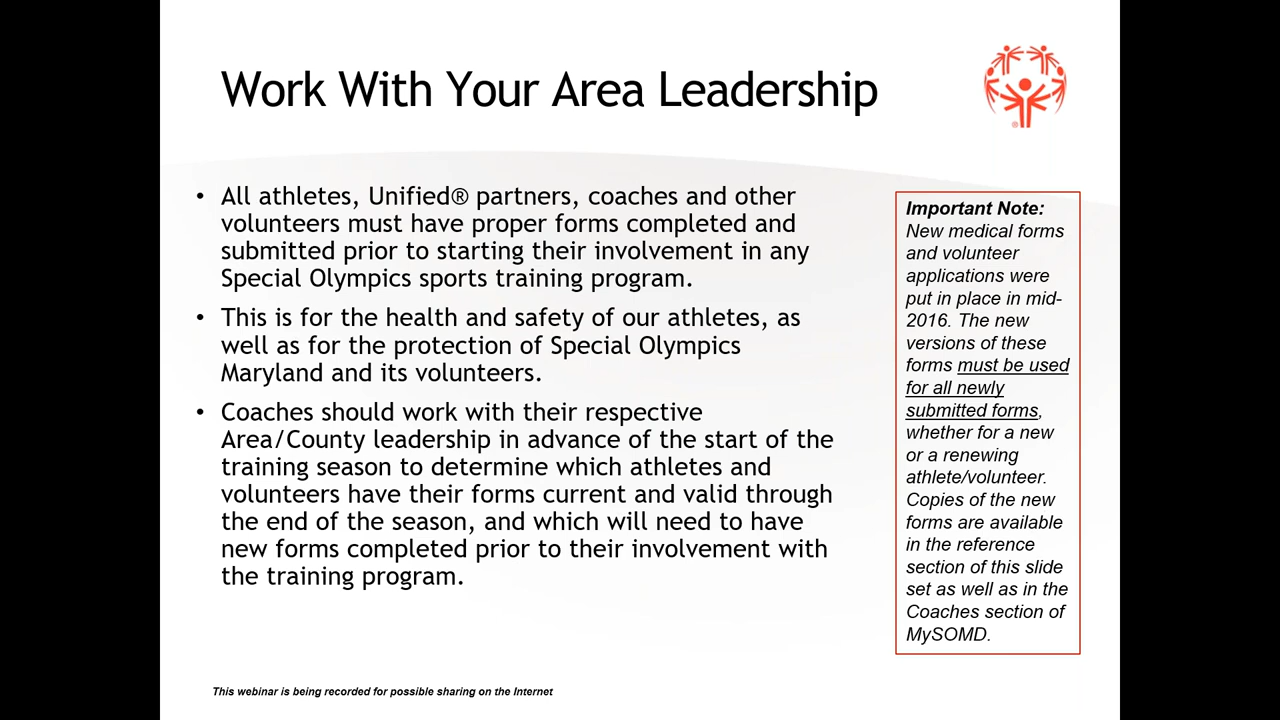 Work With Your Area Leadership
• All athletes, Unified® partners, coaches and other
volunteers must have proper forms completed and
submitted prior to starting their involvement in any
Special Olympics sports training program.
• This is for the health and safety of our athletes, as
well as for the protection of Special Olympics
Maryland and its volunteers.
• Coaches should work with their respective
Area/County leadership in advance of the start of the
training season to determine which athletes and
volunteers have their forms current and valid through
the end of the season, and which will need to have
new forms completed prior to their involvement with
the training program.
Important Note:
New medical forms
and volunteer
applications were
put in place in mid-
2016. The new
versions of these
forms must be used
for all newly
submitted forms,
whether for a new
or a renewing
athlete/volunteer.
Copies of the new
forms are available
in the reference
section of this slide
set as well as in the
Coaches section of
MySOMD.
This webinar is being recorded for possible sharing on the Internet